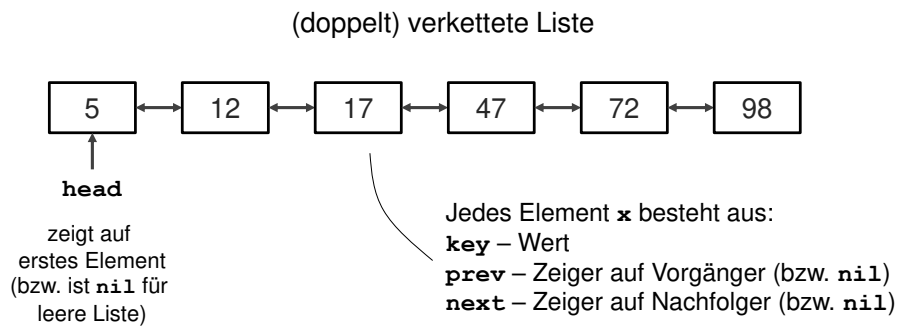 (doppelt) verkettete Liste
5 12 17 47 72 98
head
zeigt auf
erstes Element
(bzw. ist nil für
leere Liste)
Jedes Element x besteht aus:
key – Wert
prev – Zeiger auf Vorgänger (bzw. nil)
next – Zeiger auf Nachfolger (bzw. nil)